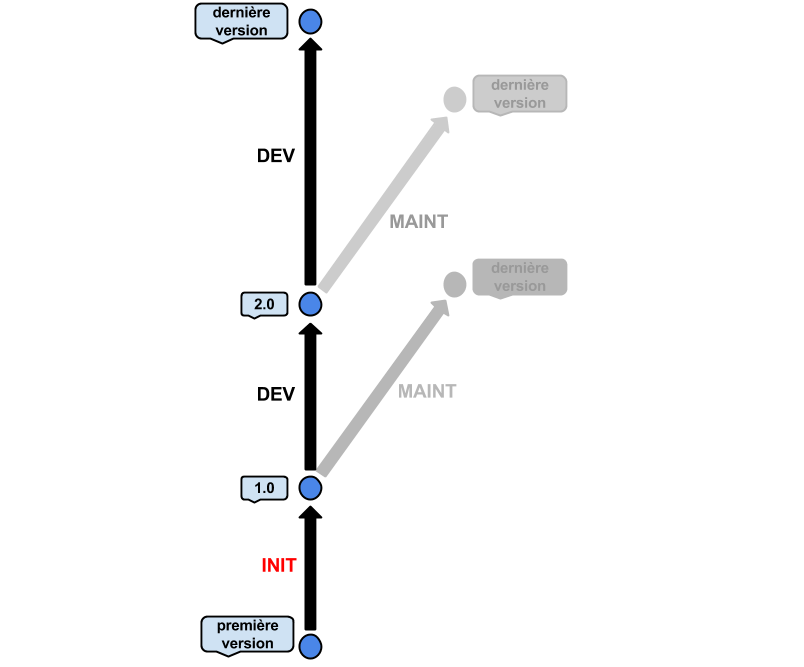 dernière
version
dernière
version
DEV
MAINT
dernière
version
2.0
DEV
MAINT
1.0
INIT
première
version